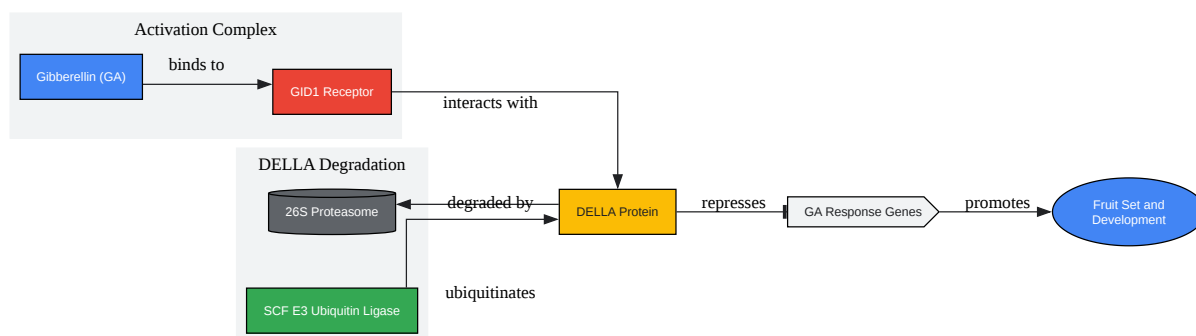 Activation Complex
Gibberellin (GA)
binds to
GID1 Receptor
interacts with
DELLA Degradation
26S Proteasome
degraded by
DELLA Protein
represses
GA Response Genes
promotes
Fruit Set and
Development
SCF E3 Ubiquitin Ligase
ubiquitinates